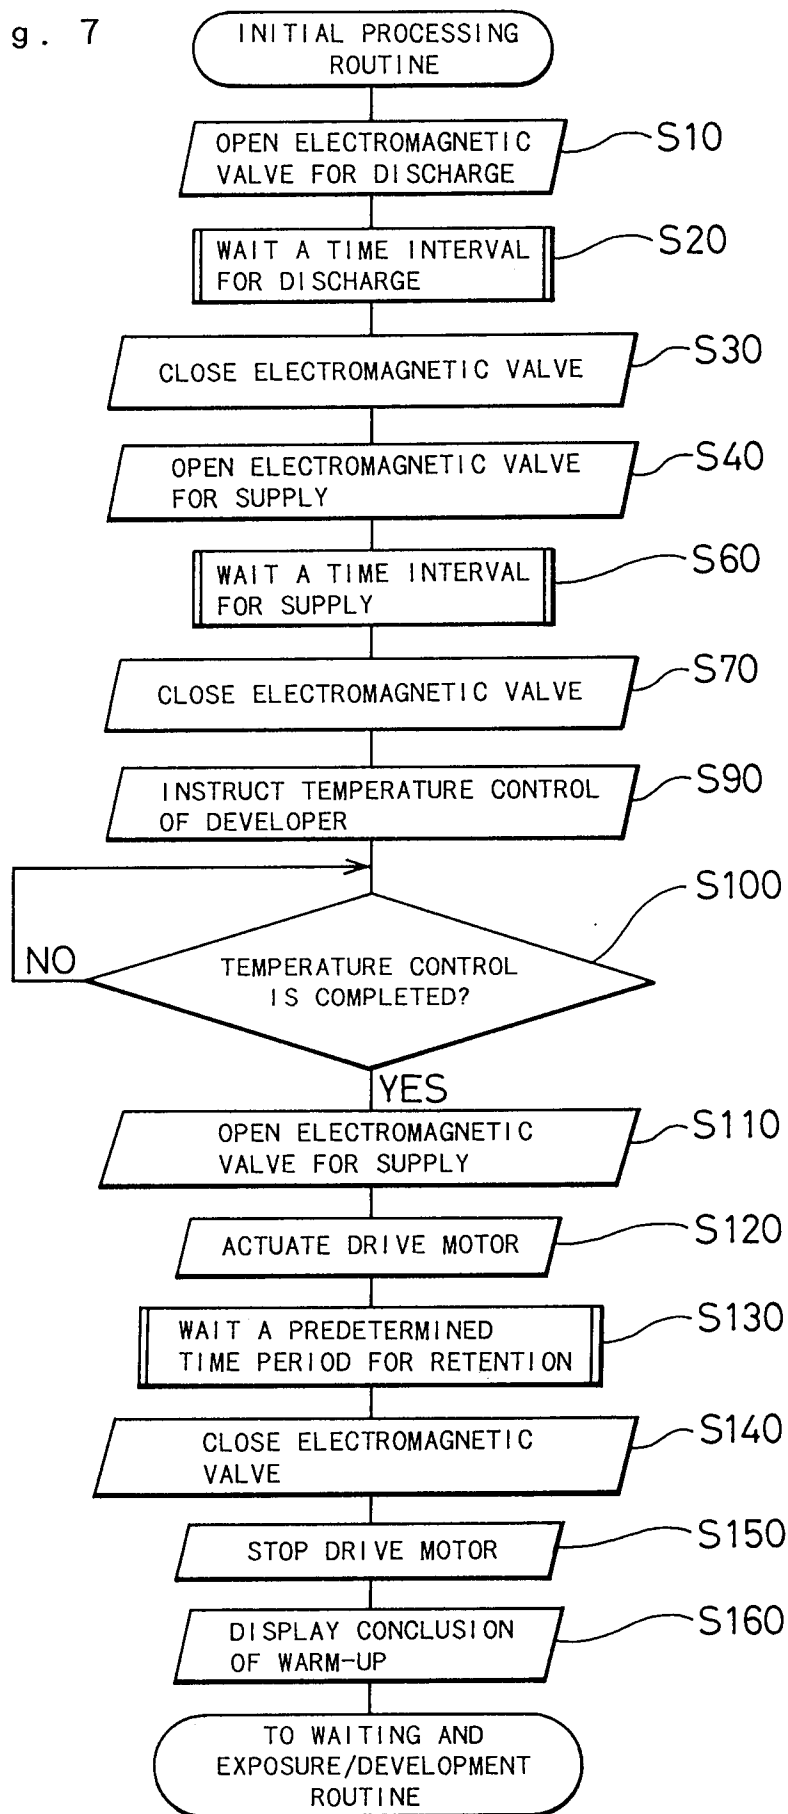 g. 7
INITIAL PROCESSING
ROUTINE
OPEN ELECTROMAGNETIC
VALVE FOR DISCHARGE
S10
WAIT A TIME INTERVAL
FOR DISCHARGE
S20
CLOSE ELECTROMAGNETIC VALVE
S30
OPEN ELECTROMAGNETIC VALVE
FOR SUPPLY
S40
WAIT A TIME INTERVAL
FOR SUPPLY
S60
CLOSE ELECTROMAGNETIC VALVE
S70
INSTRUCT TEMPERATURE CONTROL
OF DEVELOPER
S90
TEMPERATURE CONTROL
IS COMPLETED?
S100
NO
YES
OPEN ELECTROMAGNETIC
VALVE FOR SUPPLY
S110
ACTUATE DRIVE MOTOR
S120
WAIT A PREDETERMINED
TIME PERIOD FOR RETENTION
S130
CLOSE ELECTROMAGNETIC
VALVE
S140
STOP DRIVE MOTOR
S150
DISPLAY CONCLUSION
OF WARM-UP
S160
TO WAITING AND
EXPOSURE/DEVELOPMENT
ROUTINE